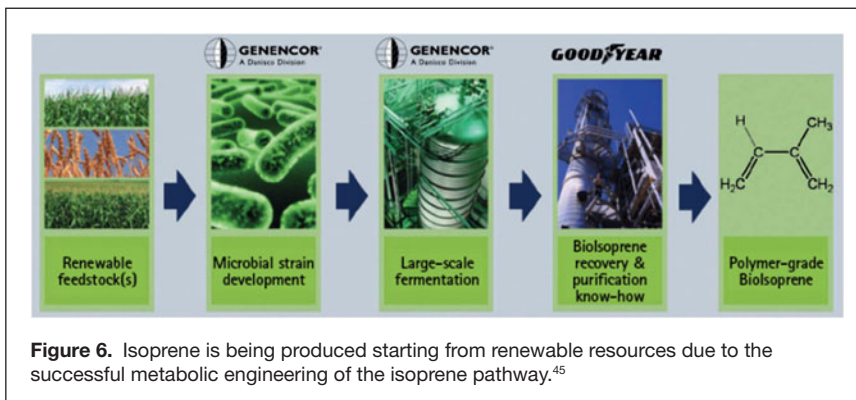 GENENCOR®
A Danisco Division
GENENCOR®
A Danisco Division
GOODYEAR
Renewable
feedstock(s)
Microbial strain
development
Large-scale
fermentation
BioIsoprene
recovery &
purification
know-how
H
CH₃
C
C
H₂C
CH₂
Polymer-grade
BioIsoprene
Figure 6. Isoprene is being produced starting from renewable resources due to the
successful metabolic engineering of the isoprene pathway.⁴⁵